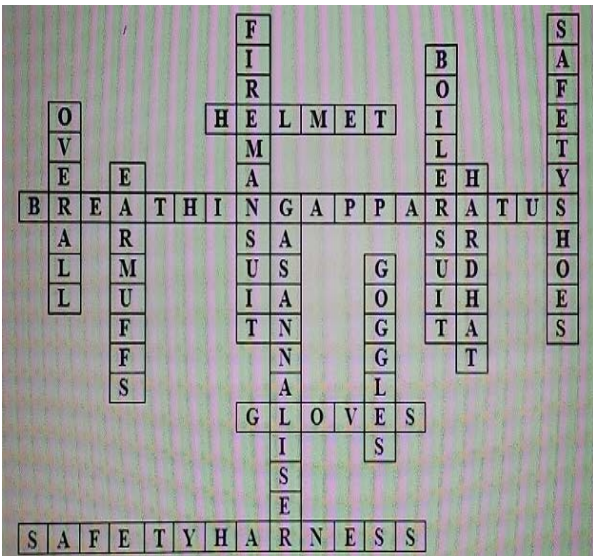 FIREMANSUIT
SAFETYSHOES
BOILERSUIT
OVERALL
HELMET
EARMUFFS
HARDHAT
BREATHINGAPPARATUS
GASANNALISER
GOGGLES
GLOVES
SAFETYHARNESS